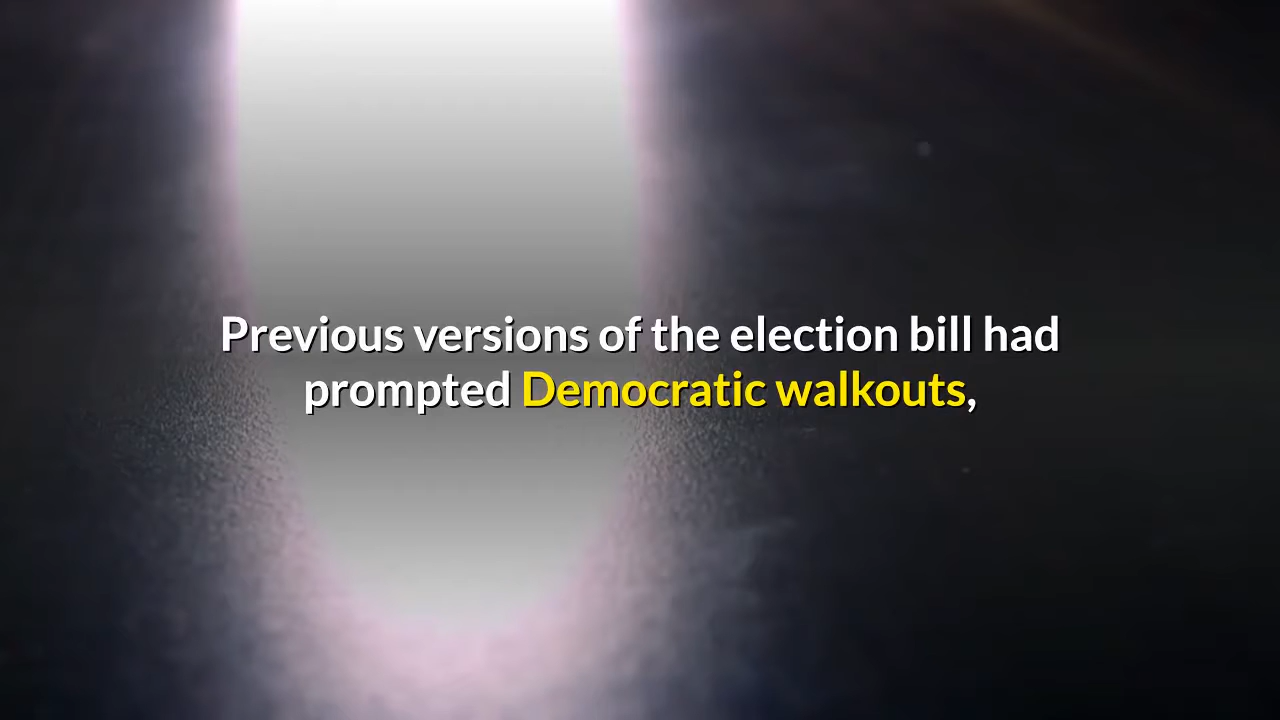 Previous versions of the election bill had
prompted Democratic walkouts,